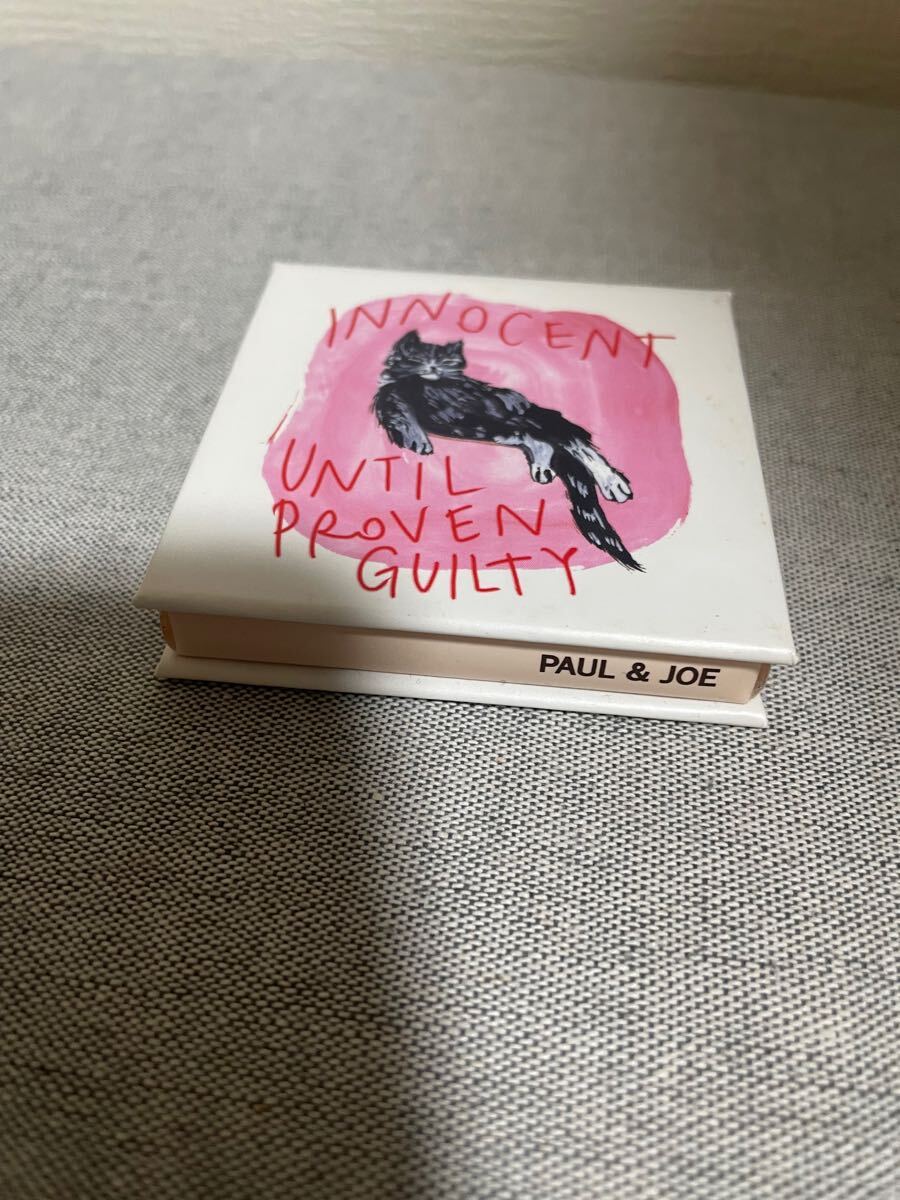 INNOCENT
UNTIL
PROVEN
GUILTY
PAUL & JOE